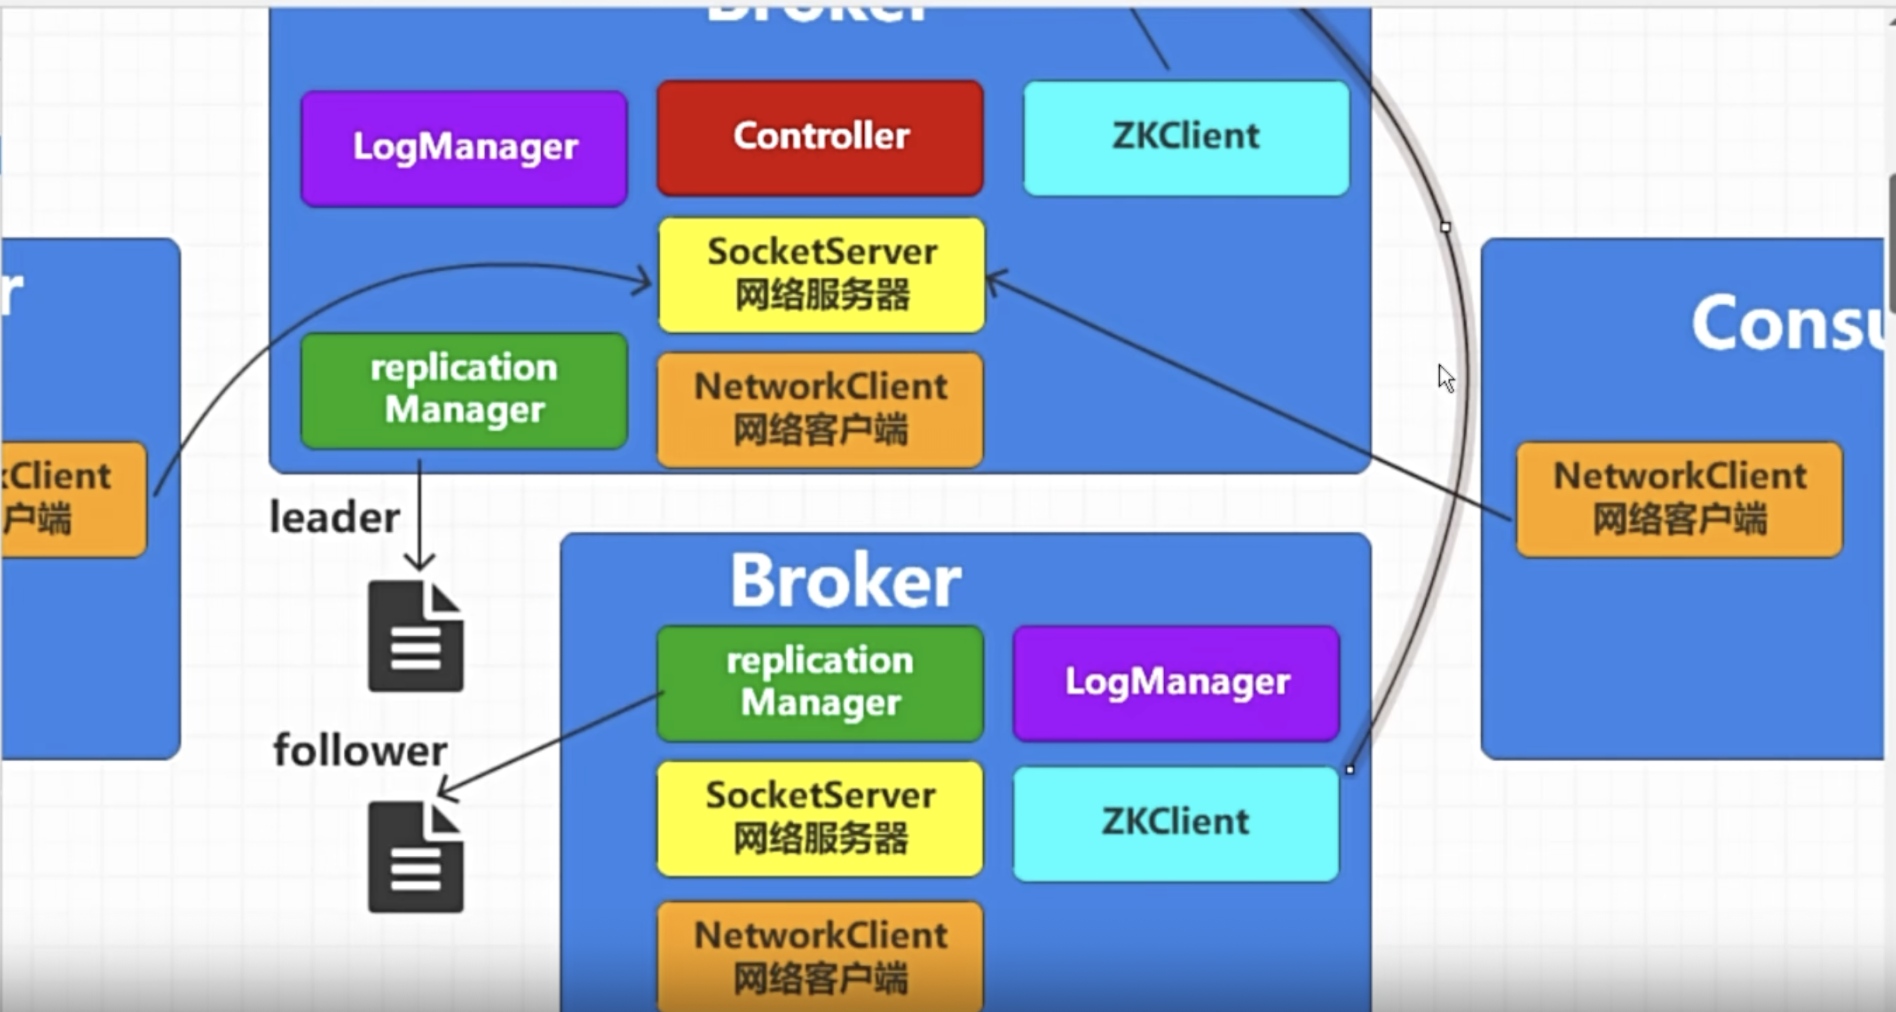 Broker
LogManager
Controller
ZKClient
SocketServer
网络服务器
replication
Manager
NetworkClient
网络客户端
r
Consu
kClient
户端
NetworkClient
网络客户端
leader
Broker
replication
Manager
LogManager
follower
SocketServer
网络服务器
ZKClient
NetworkClient
网络客户端